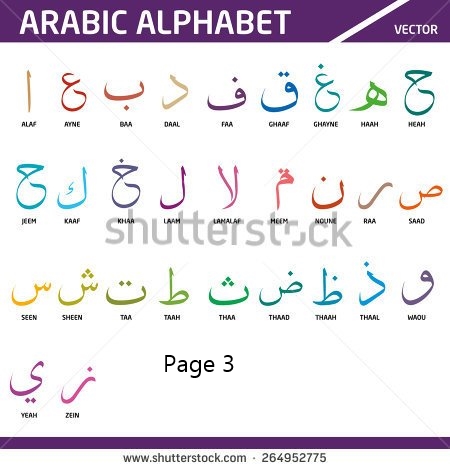 ARABIC ALPHABET
VECTOR
ا ع ب د ف ق غ ه ح
ALAF AYNE BAA DAAL FAA GHAAF GHAYNE HAAH HEAH
ج ك خ ل لا م ن ر ص
JEEM KAAF KHAA LAAM LAMALAF MEEM NOUNE RAA SAAD
shutterstock
س ش ت ط ث ض ظ ذ و
SEEN SHEEN TAA TAAH THAA THAAD THAAH THAAL WAOU
ي ز
Page 3
YEAH ZEIN
www.shutterstock.com · 264952775